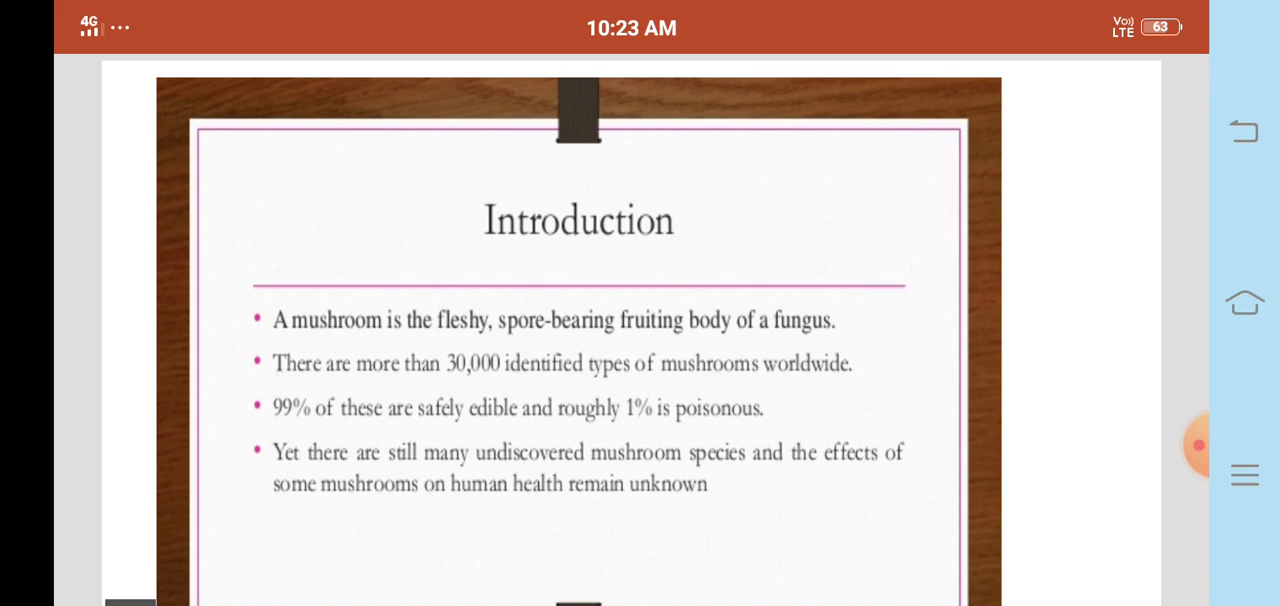 4G
10:23 AM
Vo))
LTE
63
Introduction
• A mushroom is the fleshy, spore-bearing fruiting body of a fungus.
• There are more than 30,000 identified types of mushrooms worldwide.
• 99% of these are safely edible and roughly 1% is poisonous.
• Yet there are still many undiscovered mushroom species and the effects of
some mushrooms on human health remain unknown